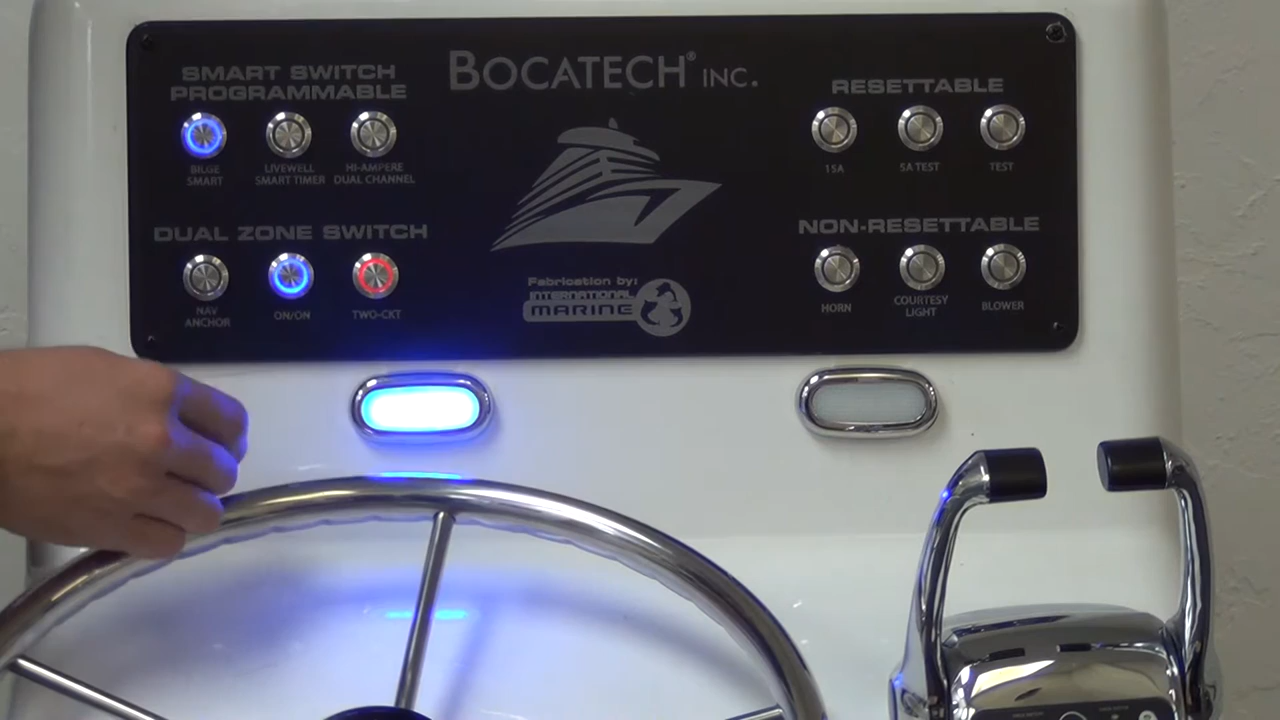 BOCATECH® INC.
SMART SWITCH
PROGRAMMABLE
BILGE
SMART
LIVEWELL
SMART TIMER
HI-AMPERE
DUAL CHANNEL
DUAL ZONE SWITCH
NAV
ANCHOR
ON/ON
TWO-CKT
Fabrication by:
INTERNATIONAL
MARINE
RESETTABLE
15A
5A TEST
TEST
NON-RESETTABLE
HORN
COURTESY
LIGHT
BLOWER